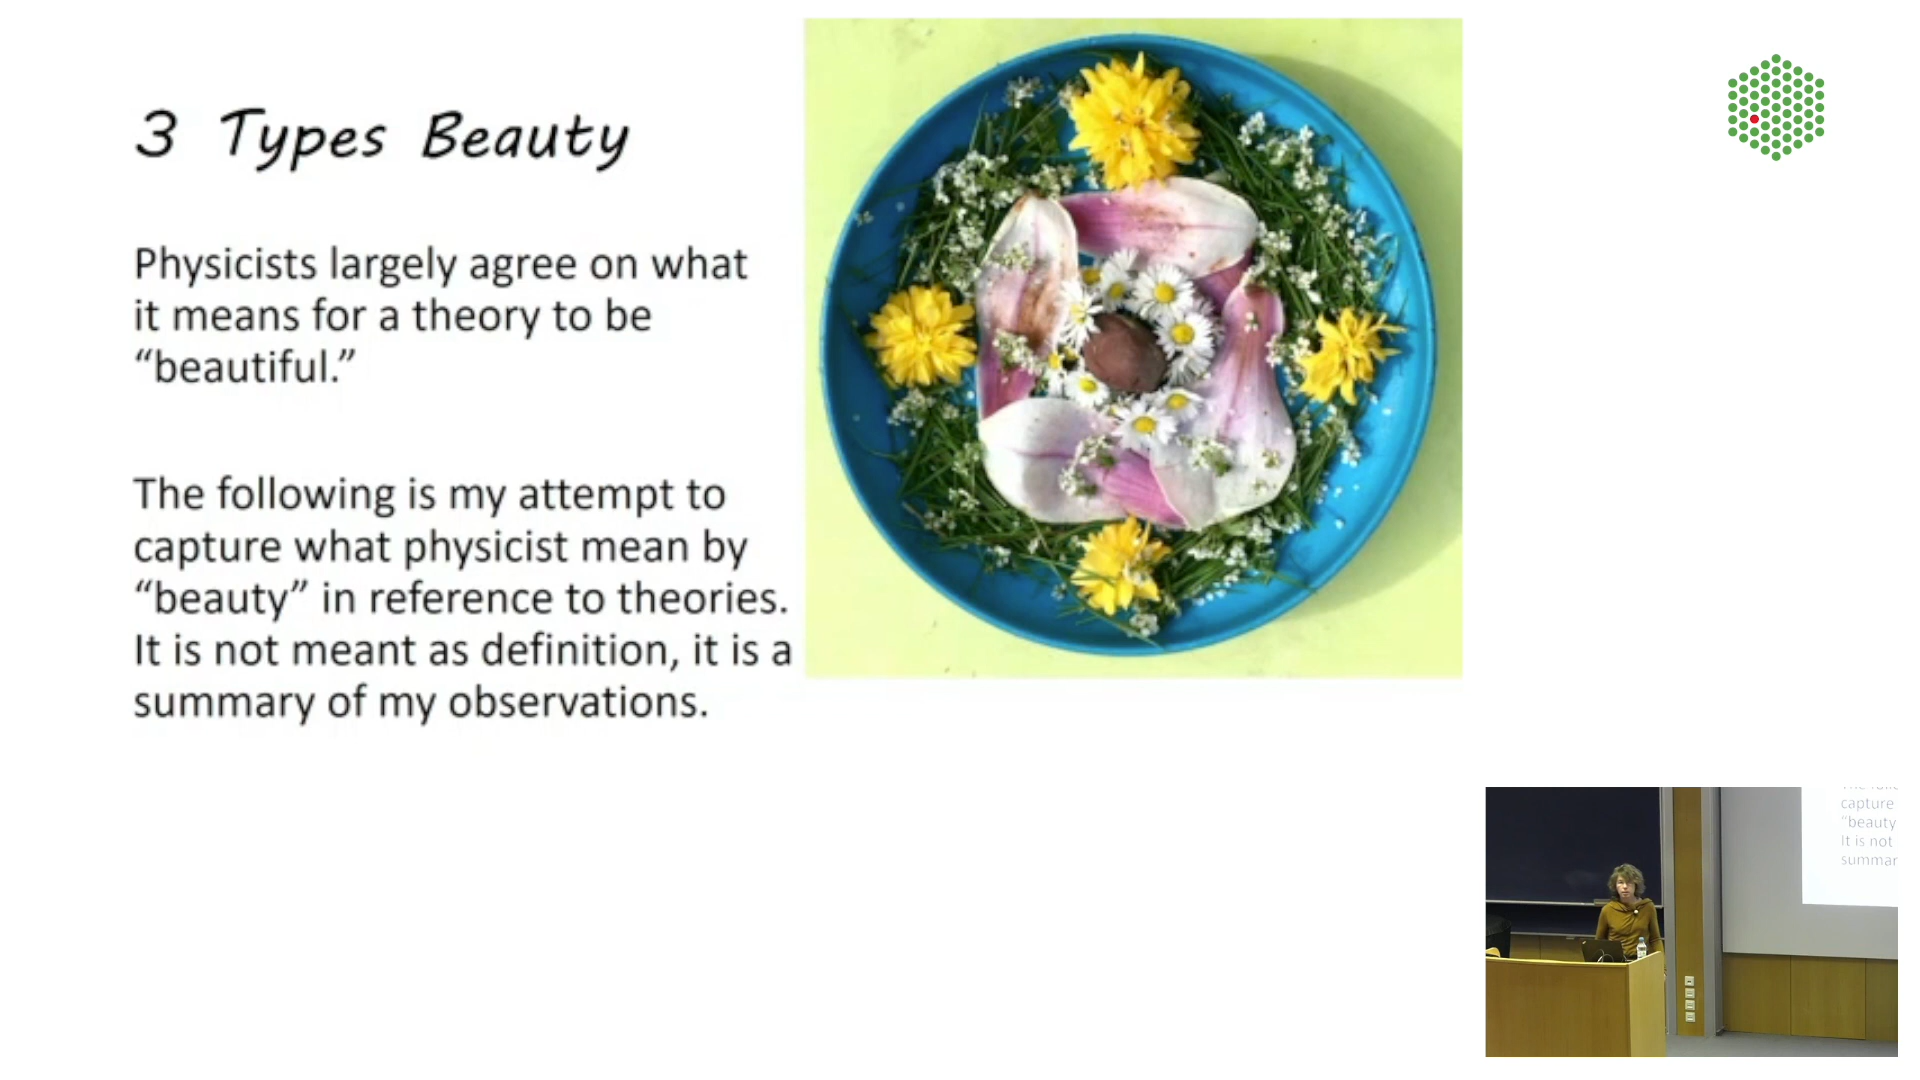 3 Types Beauty
Physicists largely agree on what
it means for a theory to be
“beautiful.”
The following is my attempt to
capture what physicist mean by
“beauty” in reference to theories.
It is not meant as definition, it is a
summary of my observations.
capture
“beauty
It is not
summar